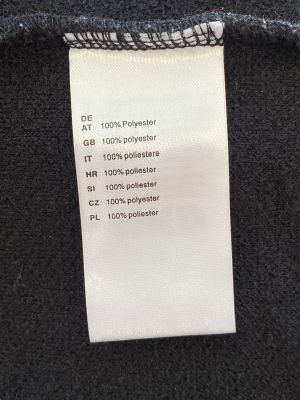 DE
AT 100% Polyester
GB 100% polyester
IT 100% poliestere
HR 100% poliester
SI 100% poliester
CZ 100% polyester
PL 100% poliester